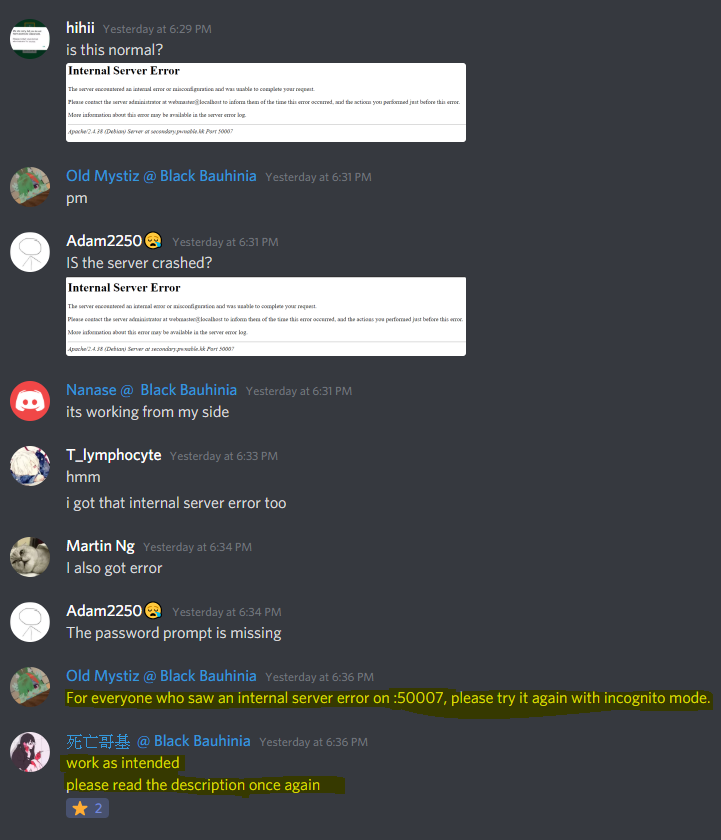 hihii Yesterday at 6:29 PM
is this normal?
Internal Server Error
The server encountered an internal error or misconfiguration and was unable to complete your request.
Please contact the server administrator at webmaster@localhost to inform them of the time this error occurred, and the actions you performed just before this error.
More information about this error may be available in the server error log.
Apache/2.4.38 (Debian) Server at secondary.pwnable.hk Port 50007
Old Mystiz @ Black Bauhinia Yesterday at 6:31 PM
pm
Adam2250 Yesterday at 6:31 PM
IS the server crashed?
Internal Server Error
The server encountered an internal error or misconfiguration and was unable to complete your request.
Please contact the server administrator at webmaster@localhost to inform them of the time this error occurred, and the actions you performed just before this error.
More information about this error may be available in the server error log.
Apache/2.4.38 (Debian) Server at secondary.pwnable.hk Port 50007
Nanase @ Black Bauhinia Yesterday at 6:31 PM
its working from my side
T_lymphocyte Yesterday at 6:33 PM
hmm
i got that internal server error too
Martin Ng Yesterday at 6:34 PM
I also got error
Adam2250 Yesterday at 6:34 PM
The password prompt is missing
Old Mystiz @ Black Bauhinia Yesterday at 6:36 PM
For everyone who saw an internal server error on :50007, please try it again with incognito mode.
死亡哥基 @ Black Bauhinia Yesterday at 6:36 PM
work as intended
please read the description once again
2